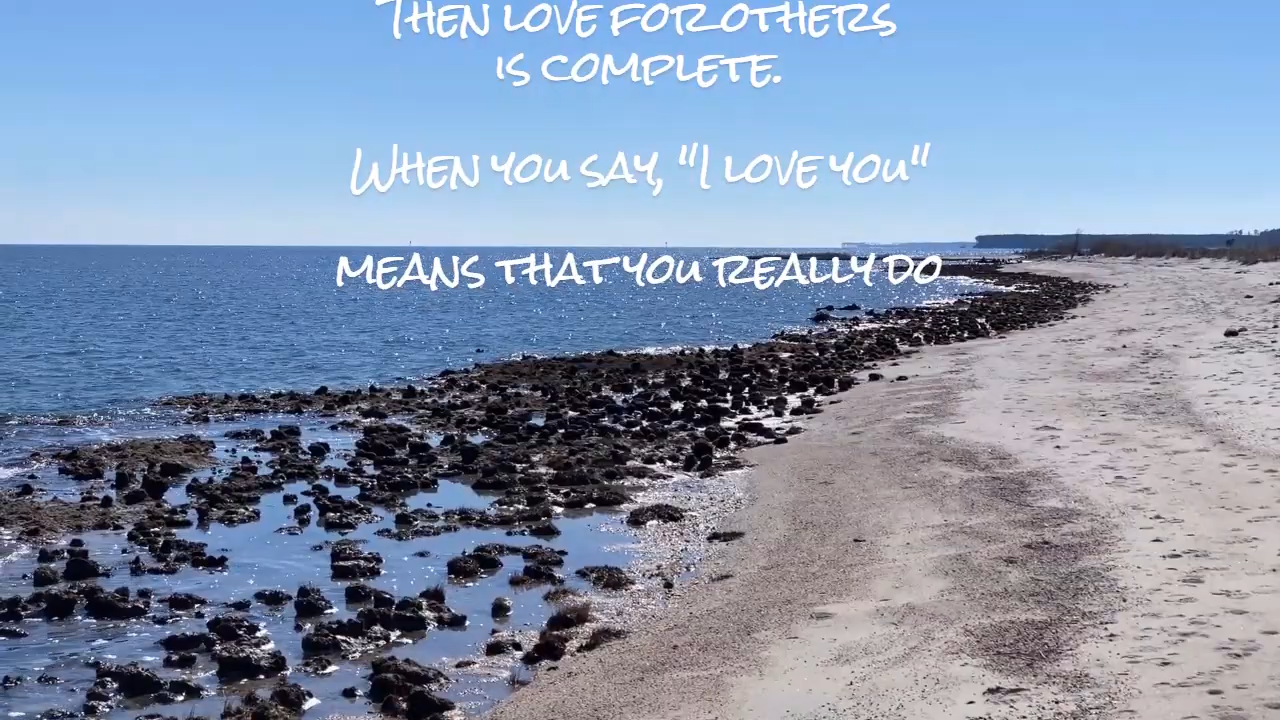 Then love for others
is complete.
When you say, "I love you"
means that you really do